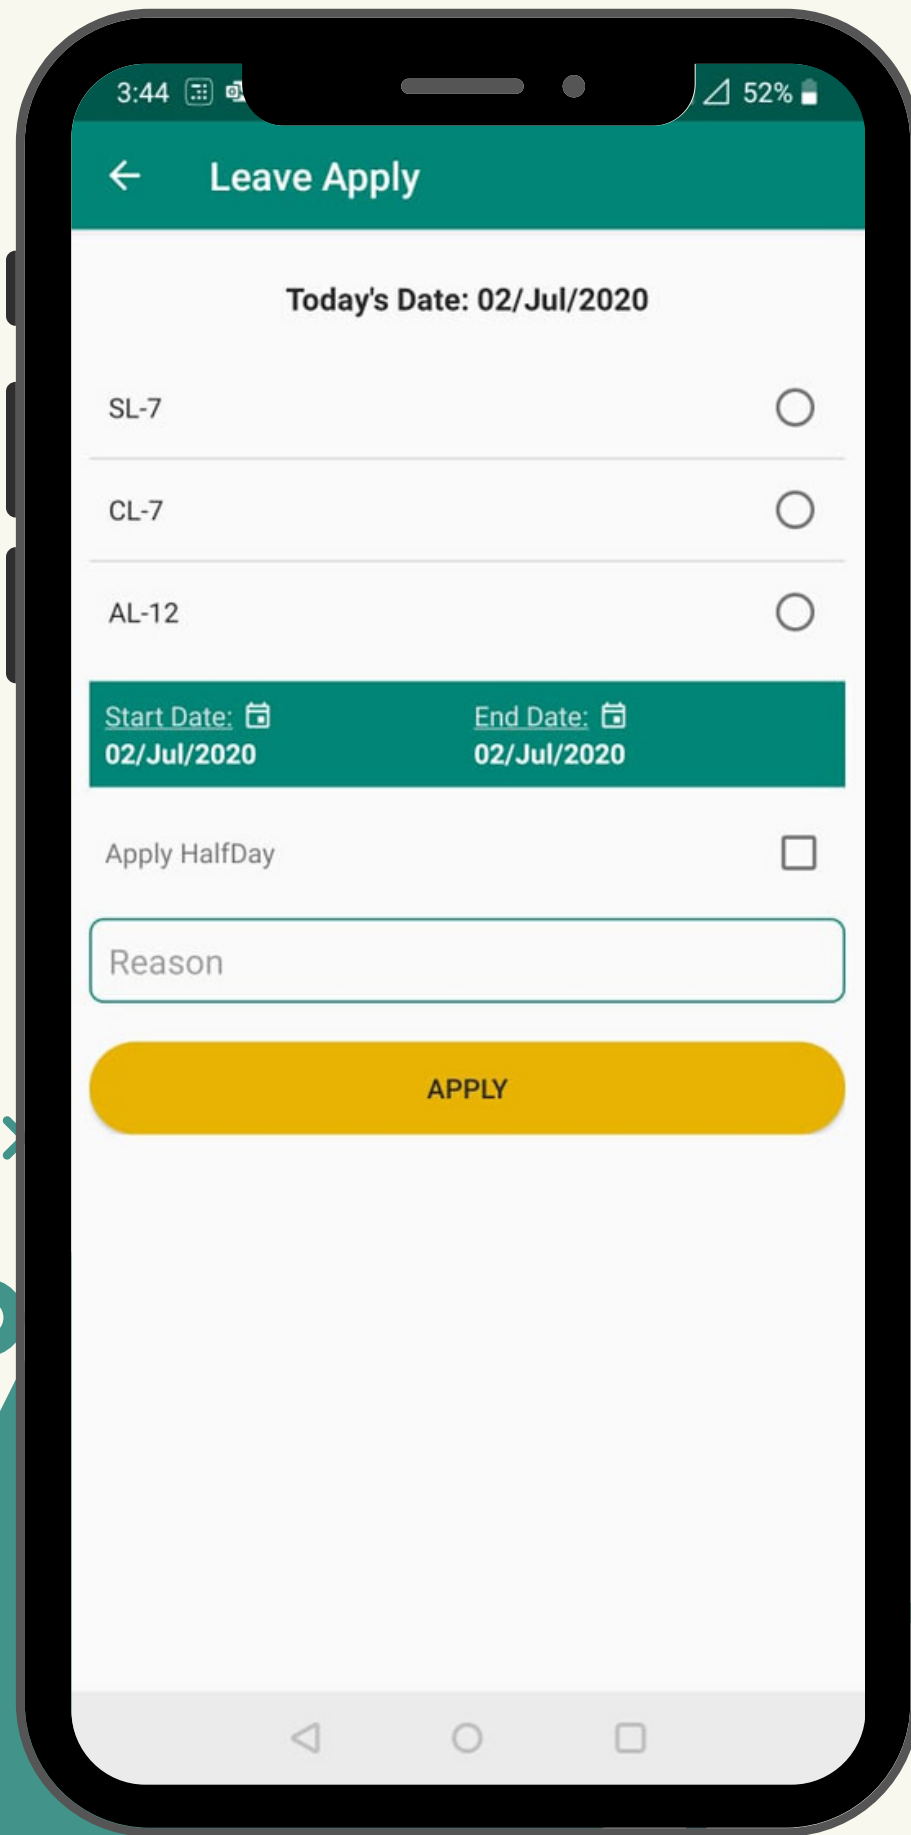 3:44 52%
Leave Apply
Today's Date: 02/Jul/2020
SL-7
CL-7
AL-12
Start Date: End Date:
02/Jul/2020 02/Jul/2020
Apply HalfDay
Reason
APPLY